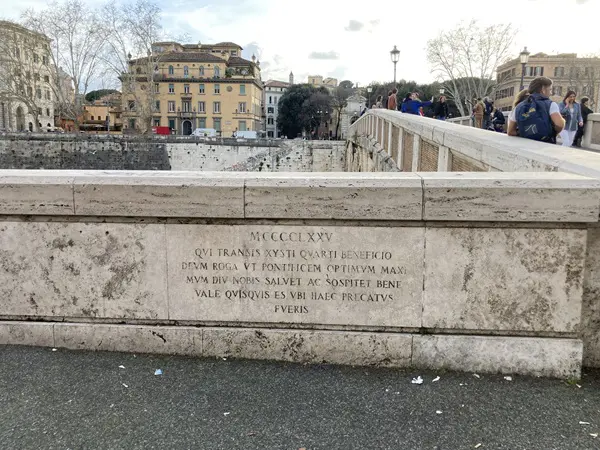 MCCCCLXXV
QVI TRANSIS XYSTI QVARTI BENEFICIO
DEVM ROGA VT PONTIFICEM OPTIMVM MAXI
MVM DIV NOBIS SALVET AC SOSPITET BENE
VALE QVISQVIS ES VBI HAEC PRECATVS
FVERIS